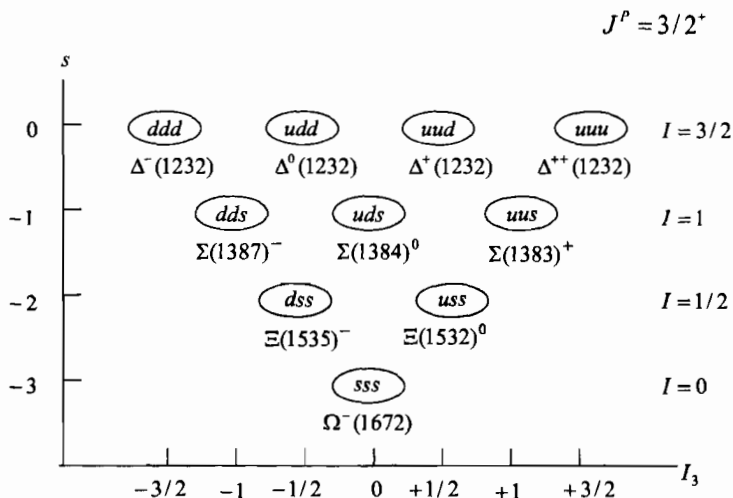 J^P = 3/2^+
s
0 ddd udd uud uuu I = 3/2
Δ^-(1232) Δ^0(1232) Δ^+(1232) Δ^++(1232)
-1 dds uds uus I = 1
Σ(1387)^- Σ(1384)^0 Σ(1383)^+
-2 dss uss I = 1/2
Ξ(1535)^- Ξ(1532)^0
-3 sss I = 0
Ω^-(1672)
I_3
-3/2 -1 -1/2 0 +1/2 +1 +3/2